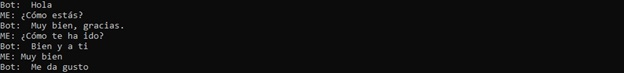 Bot:  Hola
ME: ¿Cómo estás?
Bot:  Muy bien, gracias.
ME: ¿Cómo te ha ido?
Bot:  Bien y a ti
ME: Muy bien
Bot:  Me da gusto